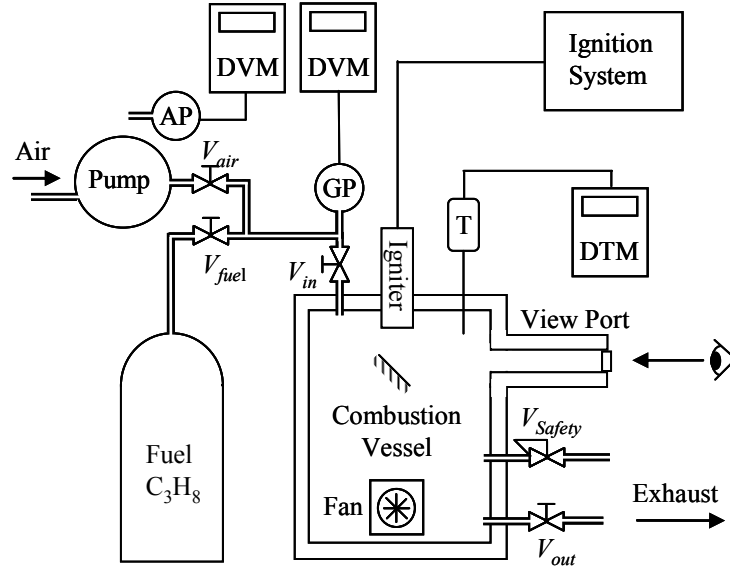 DVM
DVM
Ignition
System
AP
Air
V_air
Pump
GP
T
Igniter
V_fuel
V_in
DTM
View Port
Combustion
Vessel
V_Safety
Fuel
C₃H₈
Fan
Exhaust
V_out